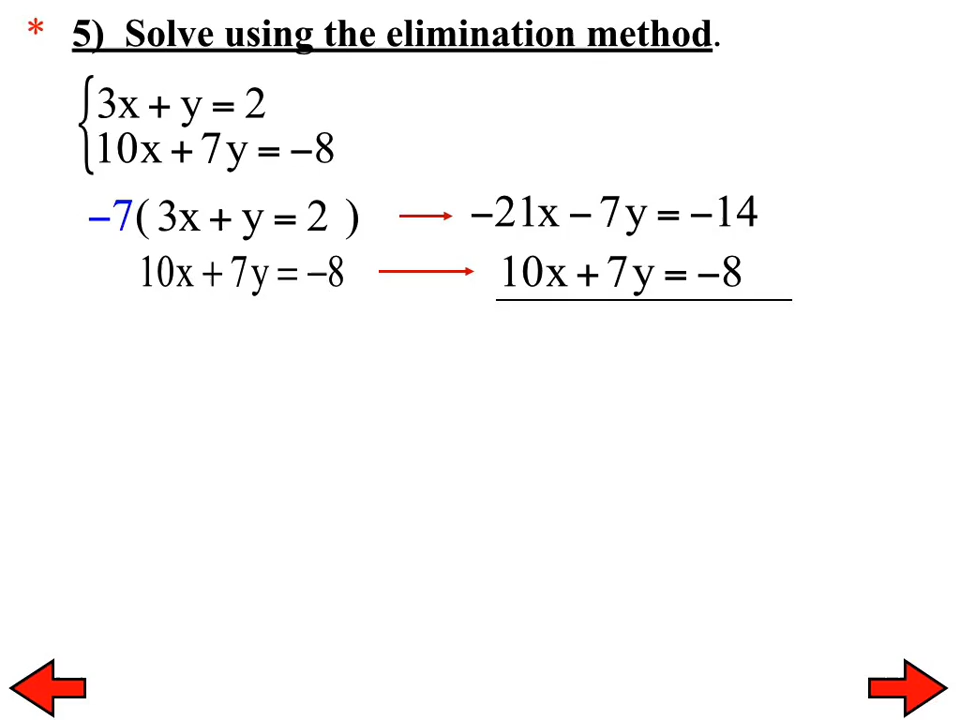 * 5) Solve using the elimination method.
3x + y = 2
10x + 7y = −8
−7( 3x + y = 2 ) → −21x − 7y = −14
10x + 7y = −8 → 10x + 7y = −8